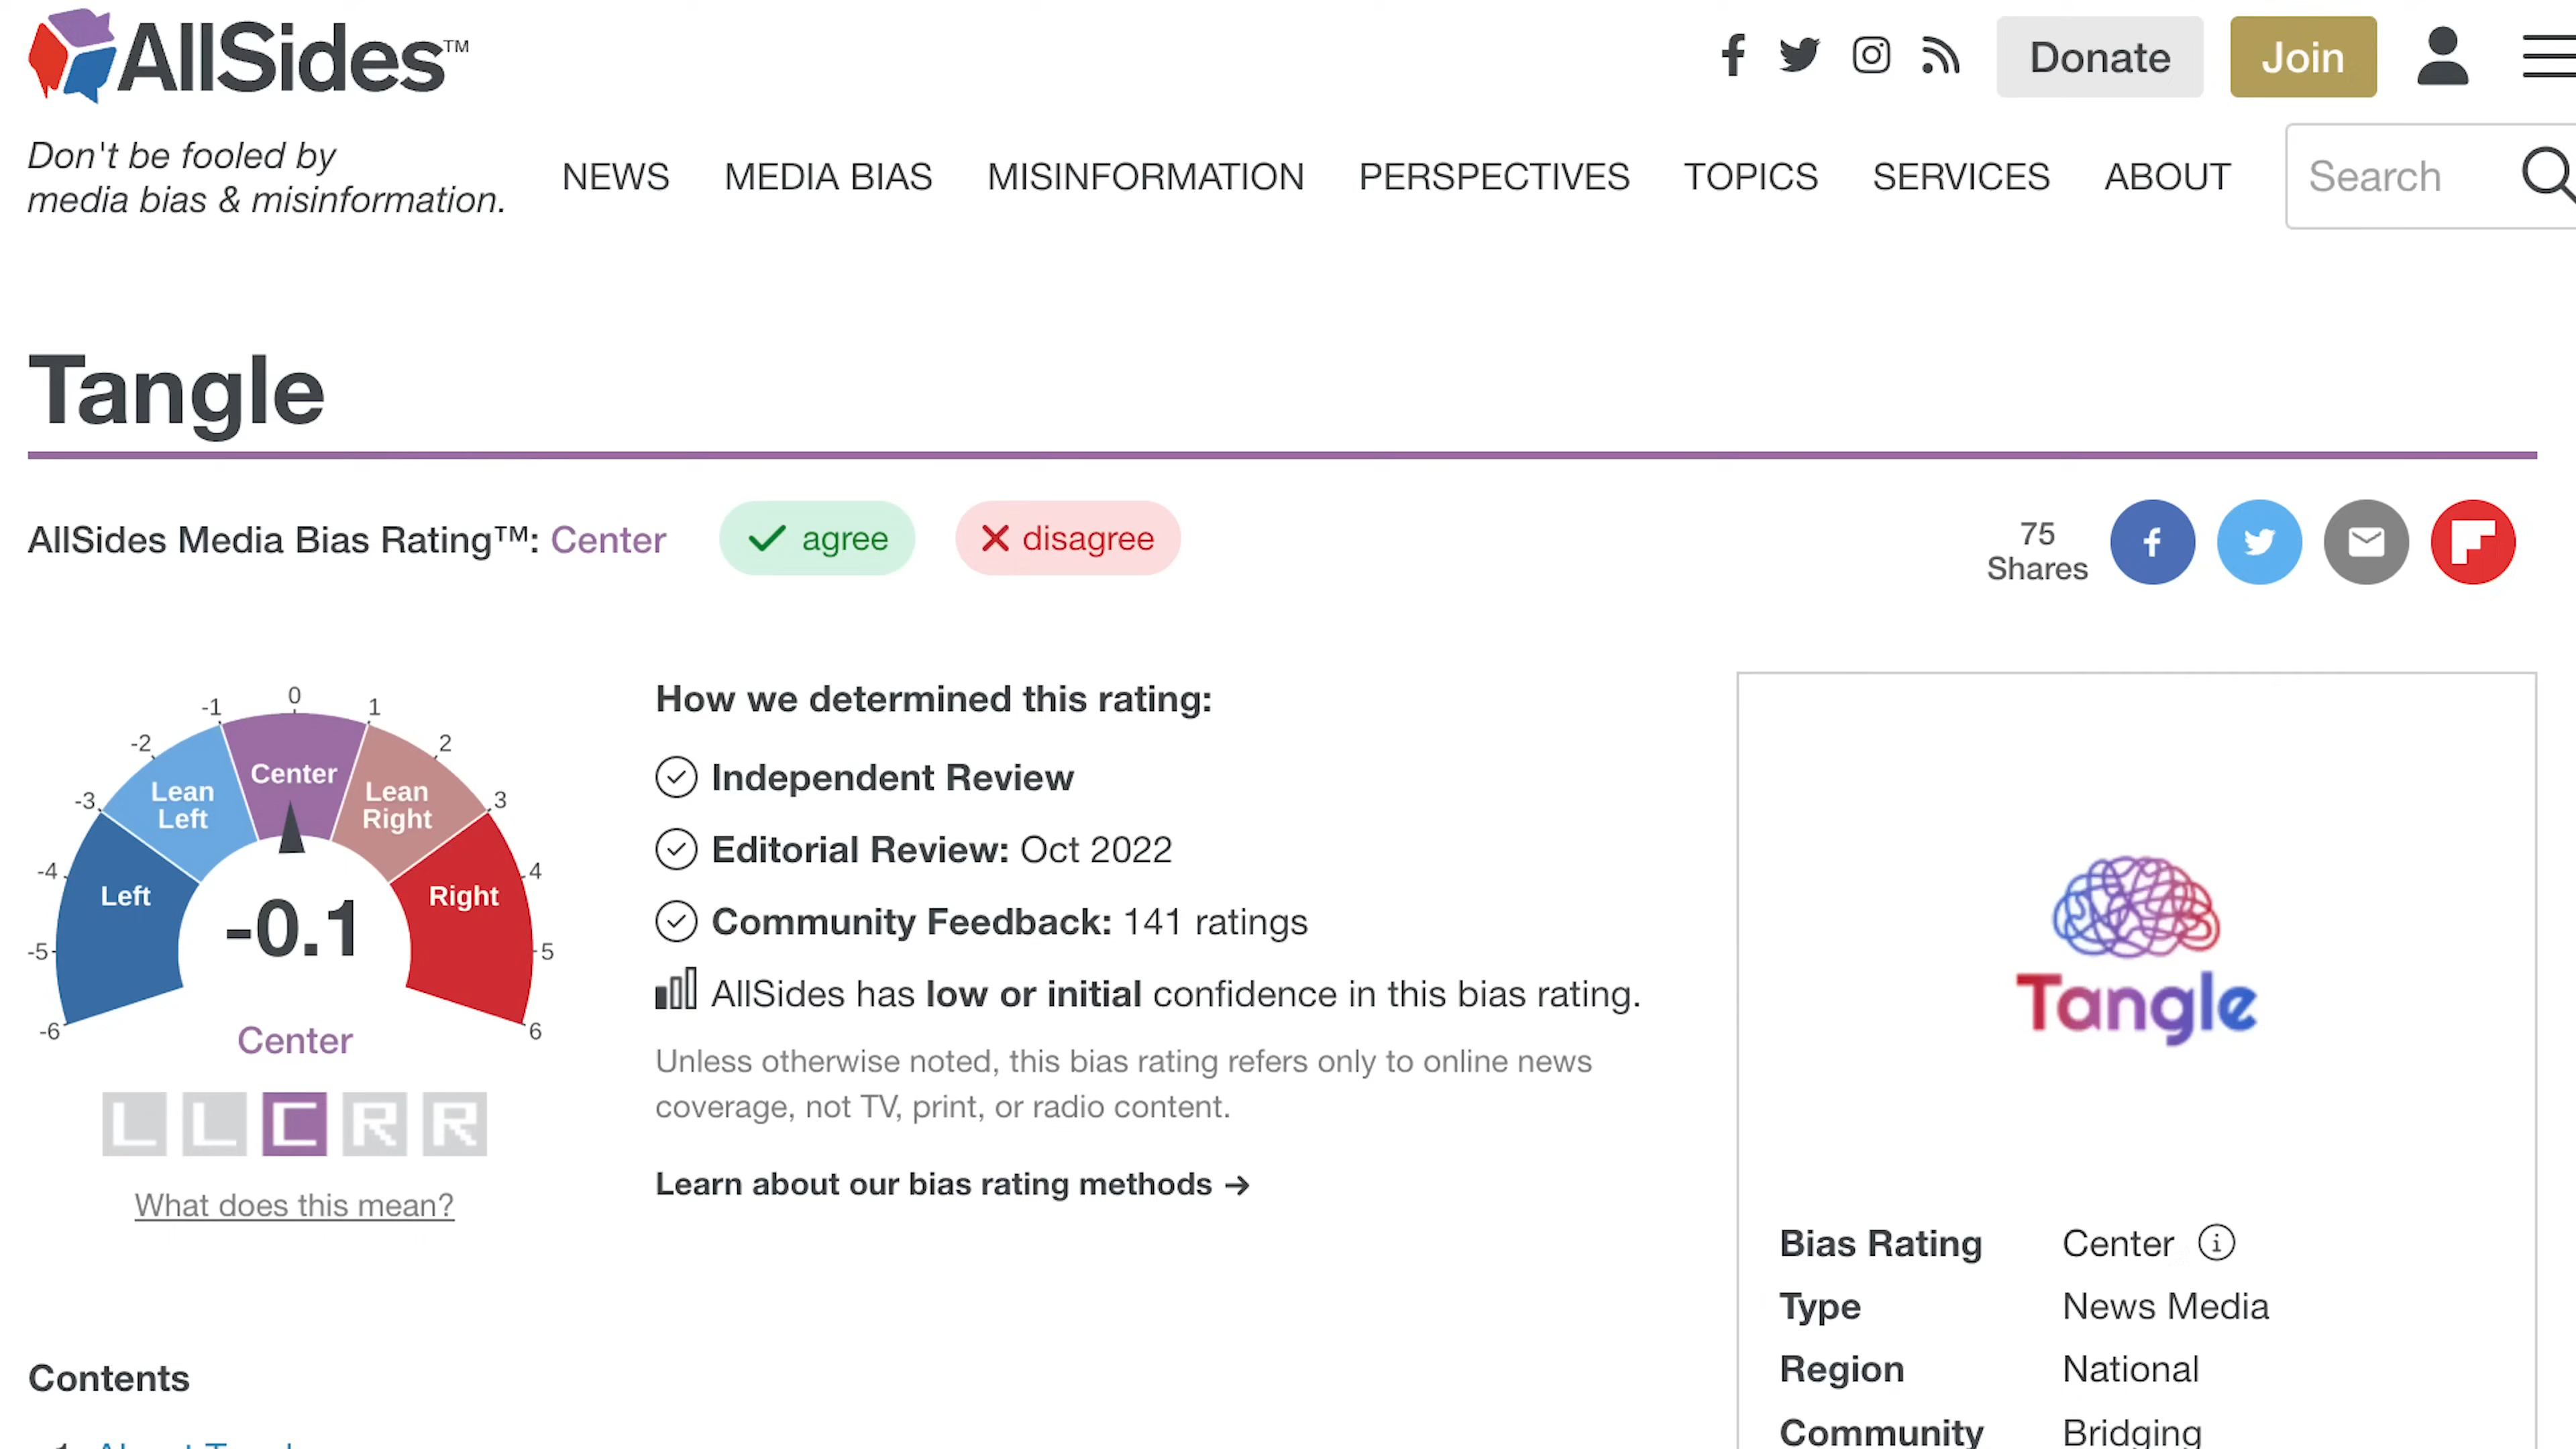 AllSides™
Donate
Join
Don't be fooled by
media bias & misinformation.
NEWS
MEDIA BIAS
MISINFORMATION
PERSPECTIVES
TOPICS
SERVICES
ABOUT
Search
Tangle
AllSides Media Bias Rating™: Center
agree
disagree
75
Shares
-6
-5
-4
-3
-2
-1
0
1
2
3
4
5
6
Left
Lean
Left
Center
Lean
Right
Right
-0.1
Center
L L C R R
What does this mean?
How we determined this rating:
Independent Review
Editorial Review: Oct 2022
Community Feedback: 141 ratings
AllSides has low or initial confidence in this bias rating.
Unless otherwise noted, this bias rating refers only to online news
coverage, not TV, print, or radio content.
Learn about our bias rating methods →
Tangle
Bias Rating Center
Type News Media
Region National
Community Bridging
Contents